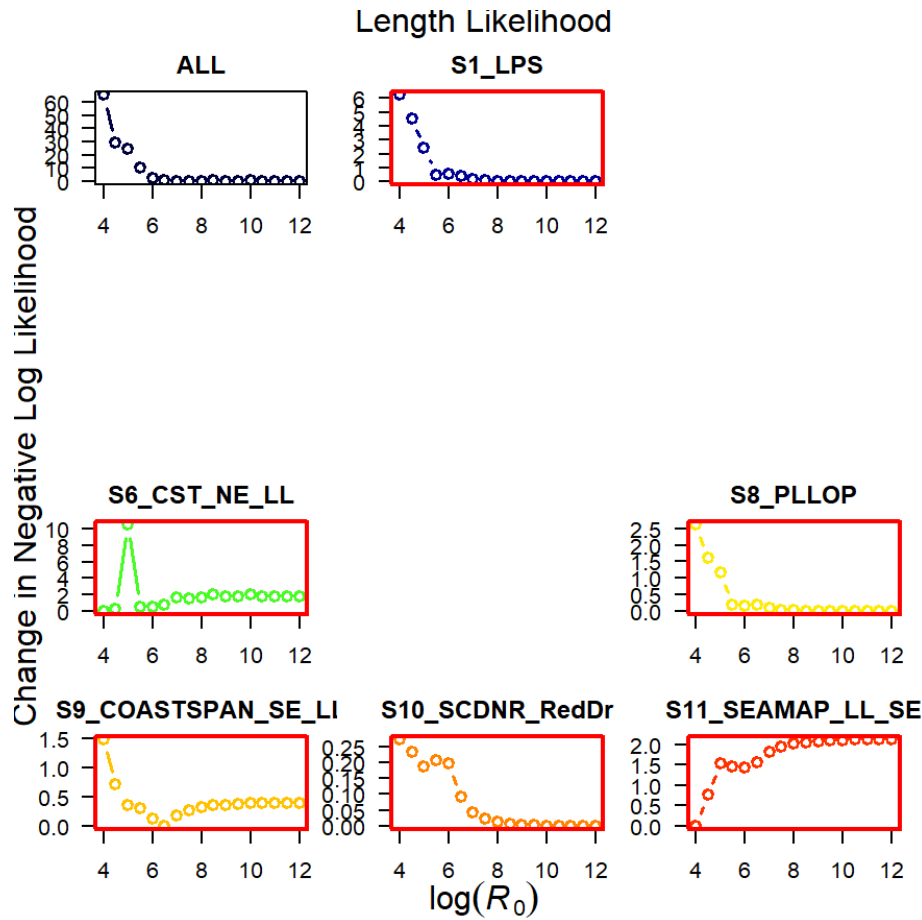 Length Likelihood
ALL
S1_LPS
60
50
40
30
20
10
0
4 6 8 10 12
6
5
4
3
2
1
0
4 6 8 10 12
Change in Negative Log Likelihood
S6_CST_NE_LL
S8_PLLOP
10
8
6
4
2
0
4 6 8 10 12
2.5
2.0
1.5
1.0
0.5
0.0
4 6 8 10 12
S9_COASTSPAN_SE_LI
S10_SCDNR_RedDr
S11_SEAMAP_LL_SE
1.5
1.0
0.5
0.0
4 6 8 10 12
0.25
0.20
0.15
0.10
0.05
0.00
4 6 8 10 12
2.0
1.5
1.0
0.5
0.0
4 6 8 10 12
log(R₀)